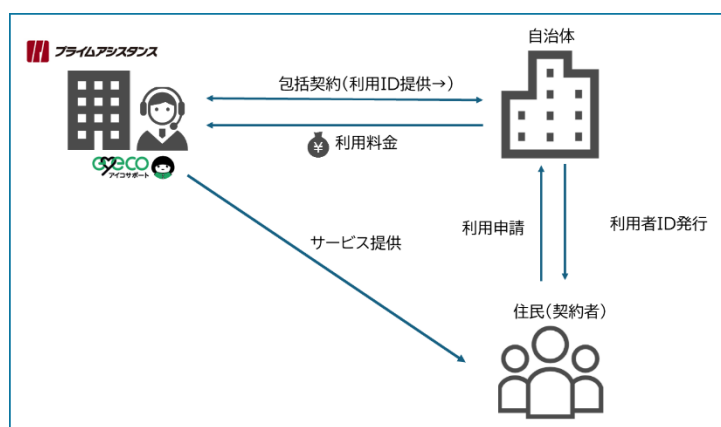 プライムアシスタンス
自治体
包括契約(利用ID提供→)
¥ 利用料金
eyeco
アイコサポート
サービス提供
利用申請
利用者ID発行
住民(契約者)